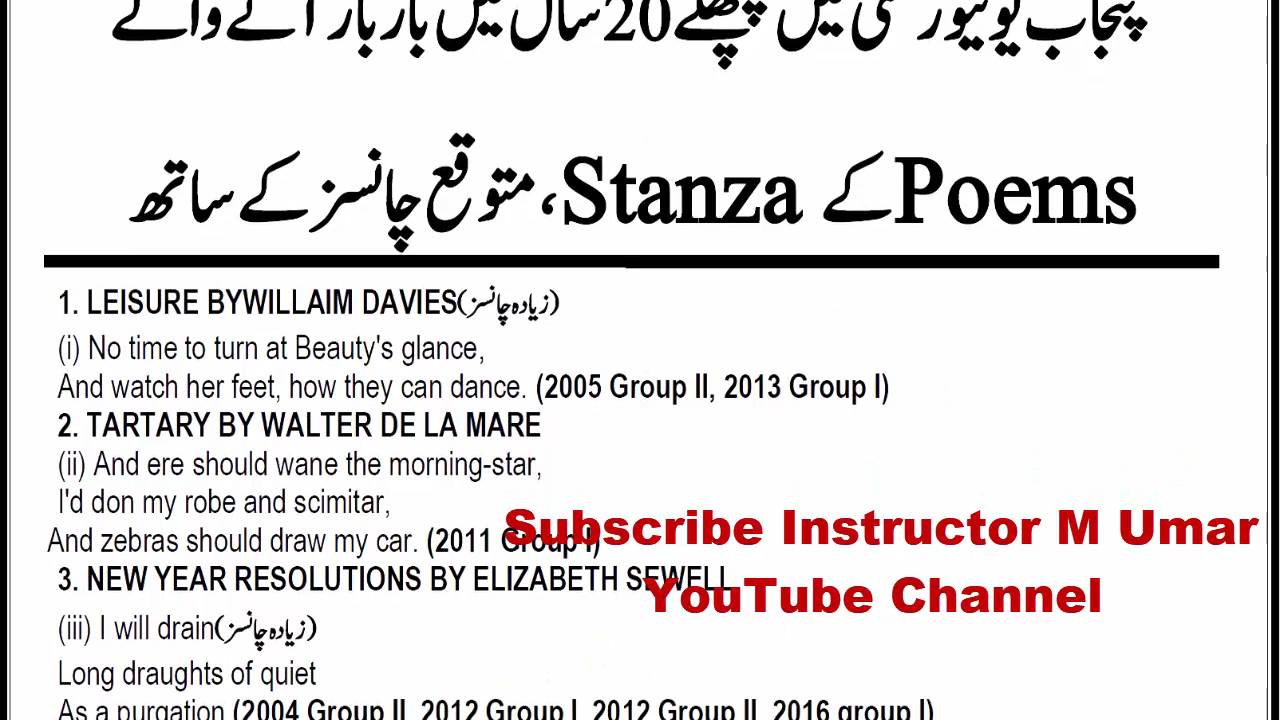 پنجاب یونیورسٹی میں پچھلے 20 سال میں بار بار آنے والے
Poems کے Stanza، متوقع چانسز کے ساتھ
1. LEISURE BYWILLAIM DAVIES(زیادہ چانسز)
(i) No time to turn at Beauty's glance,
And watch her feet, how they can dance. (2005 Group II, 2013 Group I)
2. TARTARY BY WALTER DE LA MARE
(ii) And ere should wane the morning-star,
I'd don my robe and scimitar,
And zebras should draw my car. (2011 Group I)
3. NEW YEAR RESOLUTIONS BY ELIZABETH SEWELL
(iii) I will drain(زیادہ چانسز)
Long draughts of quiet
As a purgation (2004 Group II, 2012 Group I, 2012 Group II, 2016 group I)
Subscribe Instructor M Umar
YouTube Channel